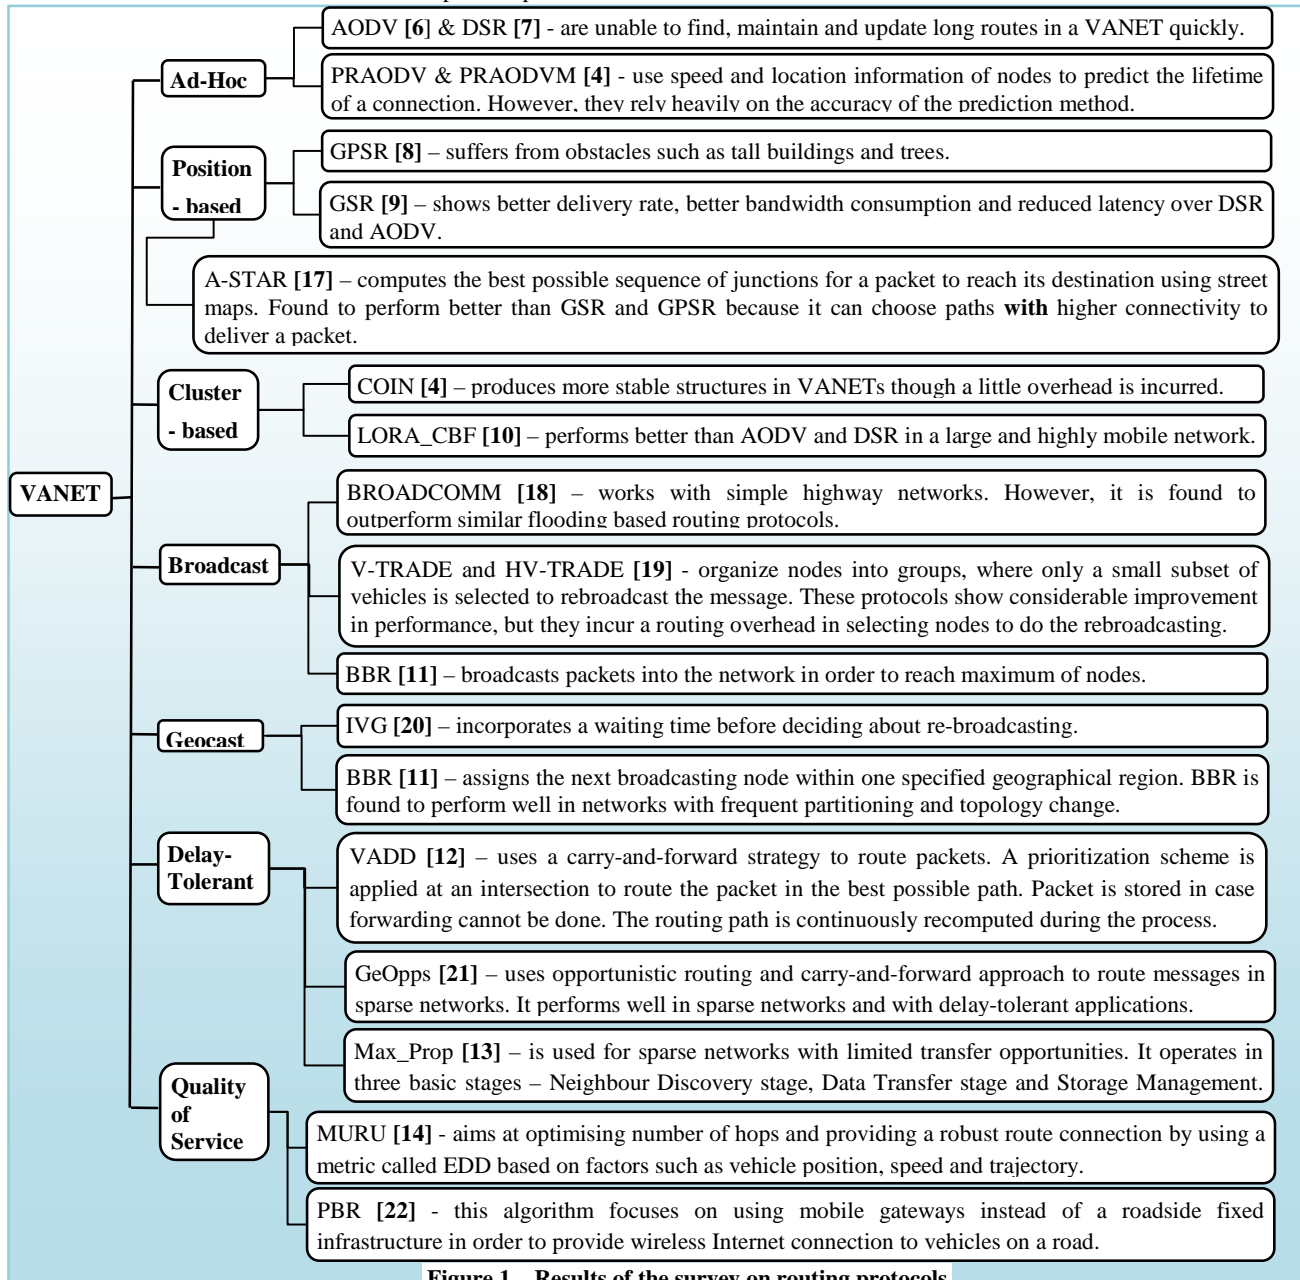 AODV [6] & DSR [7] - are unable to find, maintain and update long routes in a VANET quickly.
Ad-Hoc
PRAODV & PRAODVM [4] - use speed and location information of nodes to predict the lifetime
of a connection. However, they rely heavily on the accuracy of the prediction method.
GPSR [8] – suffers from obstacles such as tall buildings and trees.
Position
- based
GSR [9] – shows better delivery rate, better bandwidth consumption and reduced latency over DSR
and AODV.
A-STAR [17] – computes the best possible sequence of junctions for a packet to reach its destination using street
maps. Found to perform better than GSR and GPSR because it can choose paths with higher connectivity to
deliver a packet.
Cluster
- based
COIN [4] – produces more stable structures in VANETs though a little overhead is incurred.
LORA_CBF [10] – performs better than AODV and DSR in a large and highly mobile network.
VANET
BROADCOMM [18] – works with simple highway networks. However, it is found to
outperform similar flooding based routing protocols.
Broadcast
V-TRADE and HV-TRADE [19] - organize nodes into groups, where only a small subset of
vehicles is selected to rebroadcast the message. These protocols show considerable improvement
in performance, but they incur a routing overhead in selecting nodes to do the rebroadcasting.
BBR [11] – broadcasts packets into the network in order to reach maximum of nodes.
Geocast
IVG [20] – incorporates a waiting time before deciding about re-broadcasting.
BBR [11] – assigns the next broadcasting node within one specified geographical region. BBR is
found to perform well in networks with frequent partitioning and topology change.
Delay-
Tolerant
VADD [12] – uses a carry-and-forward strategy to route packets. A prioritization scheme is
applied at an intersection to route the packet in the best possible path. Packet is stored in case
forwarding cannot be done. The routing path is continuously recomputed during the process.
GeOpps [21] – uses opportunistic routing and carry-and-forward approach to route messages in
sparse networks. It performs well in sparse networks and with delay-tolerant applications.
Max_Prop [13] – is used for sparse networks with limited transfer opportunities. It operates in
three basic stages – Neighbour Discovery stage, Data Transfer stage and Storage Management.
Quality
of
Service
MURU [14] - aims at optimising number of hops and providing a robust route connection by using a
metric called EDD based on factors such as vehicle position, speed and trajectory.
PBR [22] - this algorithm focuses on using mobile gateways instead of a roadside fixed
infrastructure in order to provide wireless Internet connection to vehicles on a road.
Figure 1 Results of the survey on routing protocols